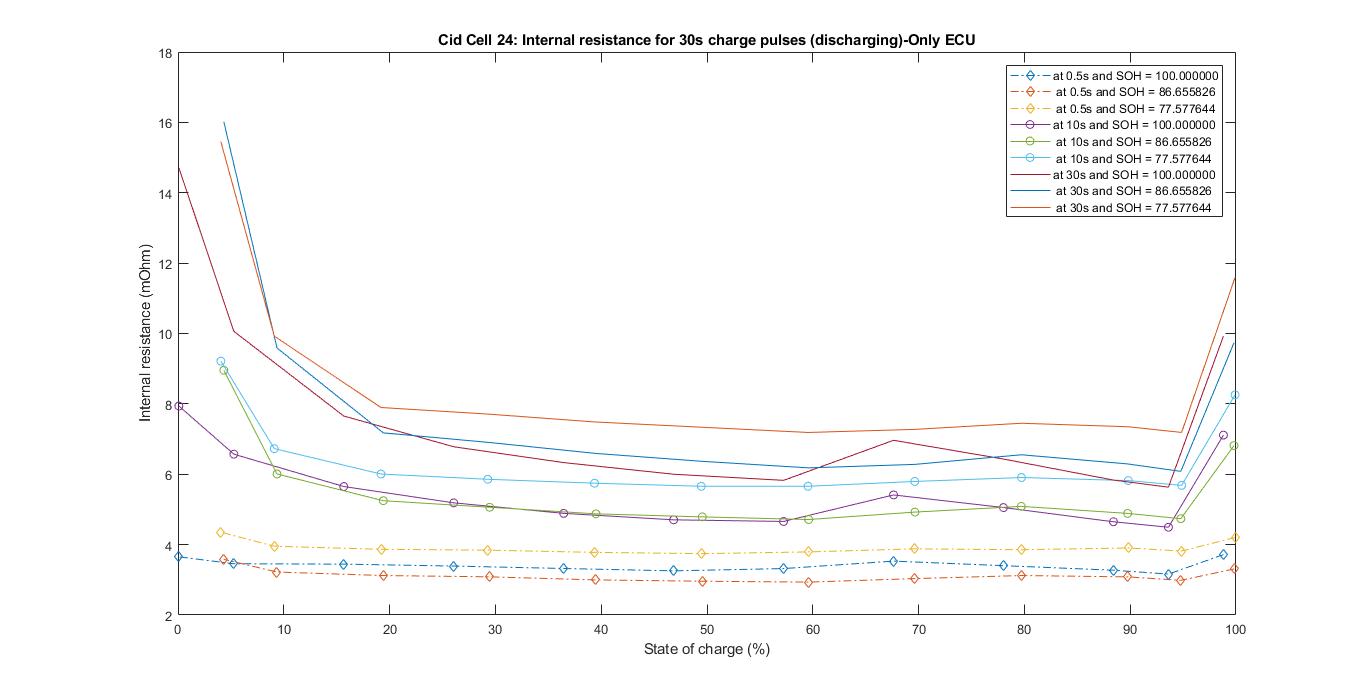 Cid Cell 24: Internal resistance for 30s charge pulses (discharging)-Only ECU
18
16
14
12
10
8
6
4
2
Internal resistance (mOhm)
at 0.5s and SOH = 100.000000
at 0.5s and SOH = 86.655826
at 0.5s and SOH = 77.577644
at 10s and SOH = 100.000000
at 10s and SOH = 86.655826
at 10s and SOH = 77.577644
at 30s and SOH = 100.000000
at 30s and SOH = 86.655826
at 30s and SOH = 77.577644
0 10 20 30 40 50 60 70 80 90 100
State of charge (%)